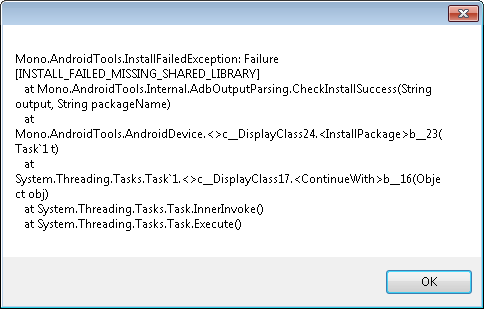 Mono.AndroidTools.InstallFailedException: Failure
[INSTALL_FAILED_MISSING_SHARED_LIBRARY]
at Mono.AndroidTools.Internal.AdbOutputParsing.CheckInstallSuccess(String
output, String packageName)
at
Mono.AndroidTools.AndroidDevice.<>c__DisplayClass24.<InstallPackage>b__23(
Task`1 t)
at
System.Threading.Tasks.Task`1.<>c__DisplayClass17.<ContinueWith>b__16(Obje
ct obj)
at System.Threading.Tasks.Task.InnerInvoke()
at System.Threading.Tasks.Task.Execute()
OK